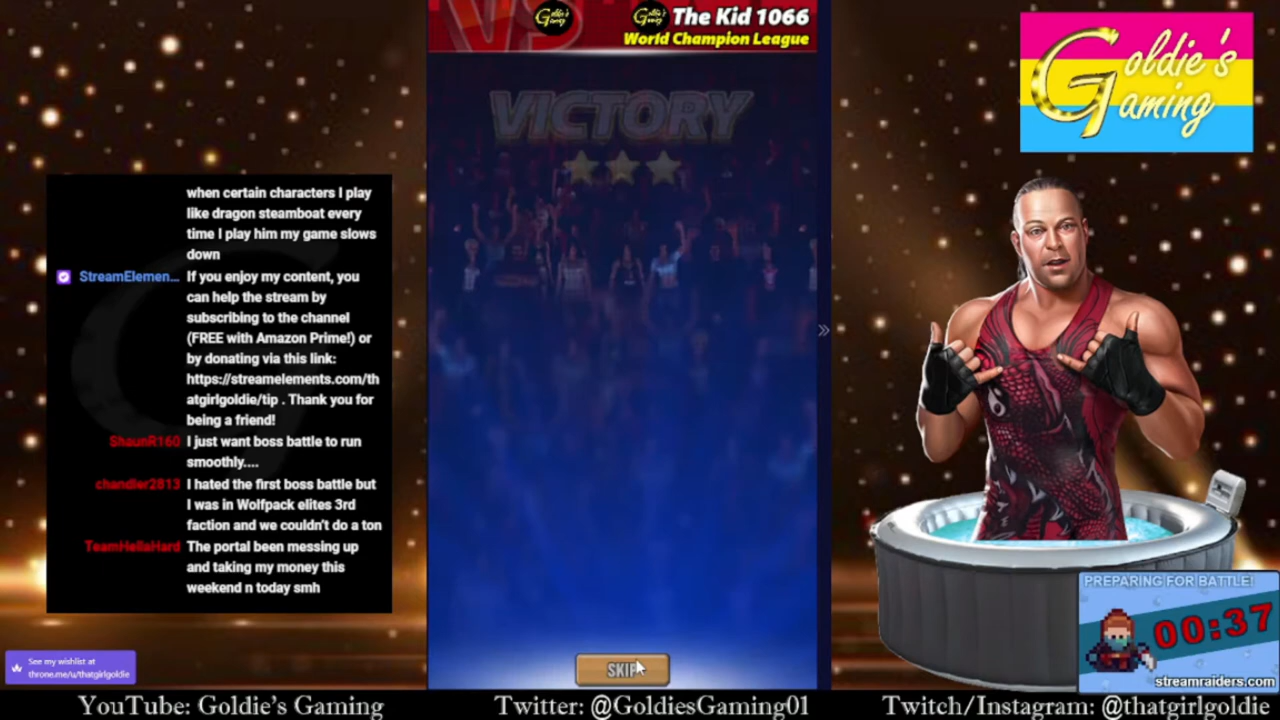 VS
Goldie's Gaming
Goldie's Gaming
The Kid 1066
World Champion League
Goldie's
Gaming
VICTORY
when certain characters I play
like dragon steamboat every
time I play him my game slows
down
StreamElemen... If you enjoy my content, you
can help the stream by
subscribing to the channel
(FREE with Amazon Prime!) or
by donating via this link:
https://streamelements.com/th
atgirlgoldie/tip . Thank you for
being a friend!
ShaunR160 I just want boss battle to run
smoothly....
chandler2813 I hated the first boss battle but
I was in Wolfpack elites 3rd
faction and we couldn't do a ton
TeamHellaHard The portal been messing up
and taking my money this
weekend n today smh
SKIP
PREPARING FOR BATTLE!
00:37
streamraiders.com
See my wishlist at
throne.me/u/thatgirlgoldie
YouTube: Goldie's Gaming
Twitter: @GoldiesGaming01
Twitch/Instagram: @thatgirlgoldie